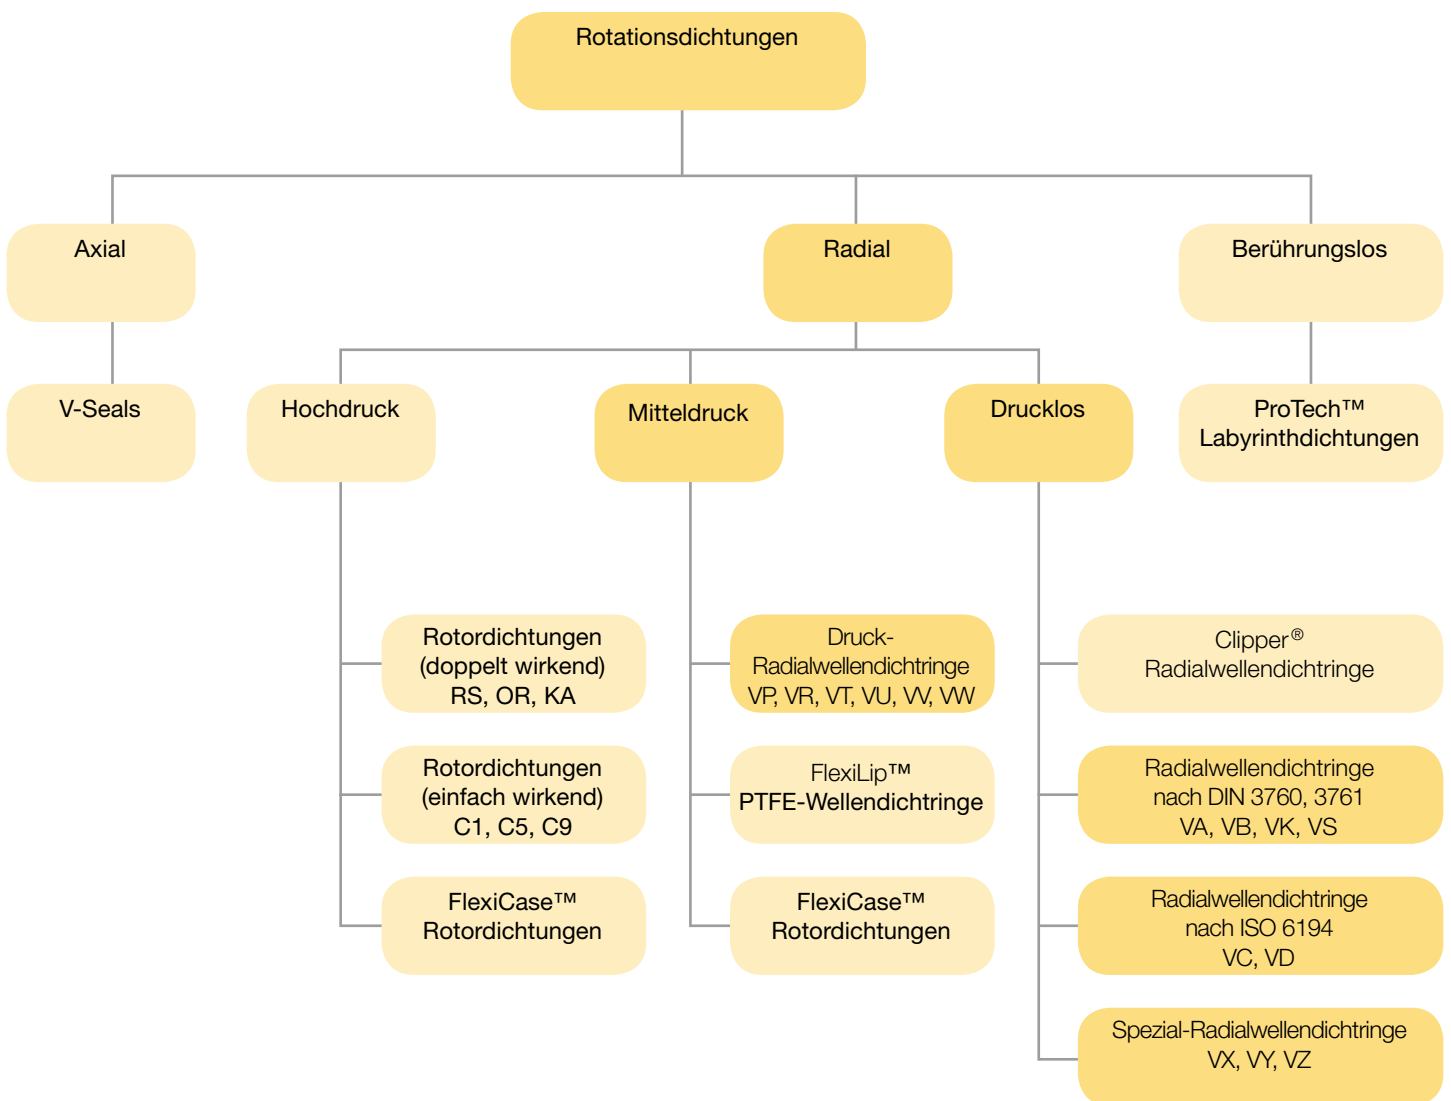 Rotationsdichtungen
Axial
Radial
Berührungslos
V-Seals
Hochdruck
Mitteldruck
Drucklos
ProTech™
Labyrinthdichtungen
Rotordichtungen
(doppelt wirkend)
RS, OR, KA
Rotordichtungen
(einfach wirkend)
C1, C5, C9
FlexiCase™
Rotordichtungen
Druck-
Radialwellendichtringe
VP, VR, VT, VU, VV, VW
FlexiLip™
PTFE-Wellendichtringe
FlexiCase™
Rotordichtungen
Clipper®
Radialwellendichtringe
Radialwellendichtringe
nach DIN 3760, 3761
VA, VB, VK, VS
Radialwellendichtringe
nach ISO 6194
VC, VD
Spezial-Radialwellendichtringe
VX, VY, VZ